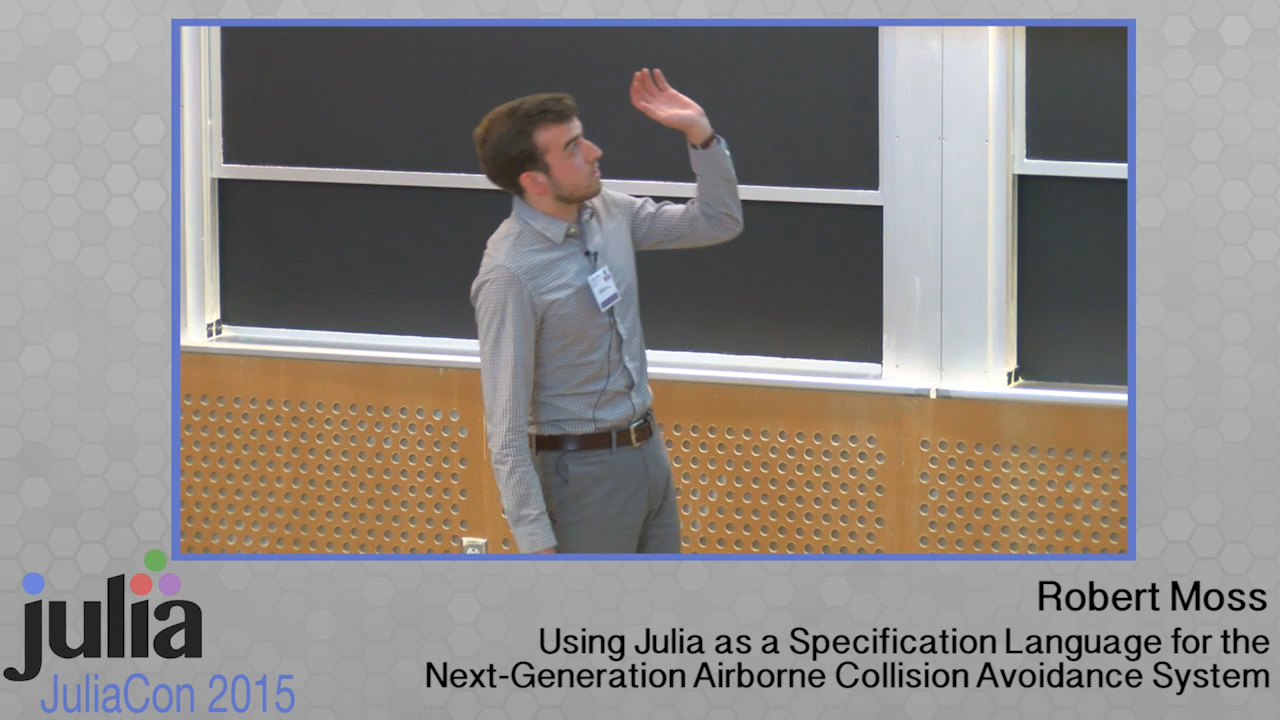 Robert Moss
Using Julia as a Specification Language for the
Next-Generation Airborne Collision Avoidance System
julia
JuliaCon 2015